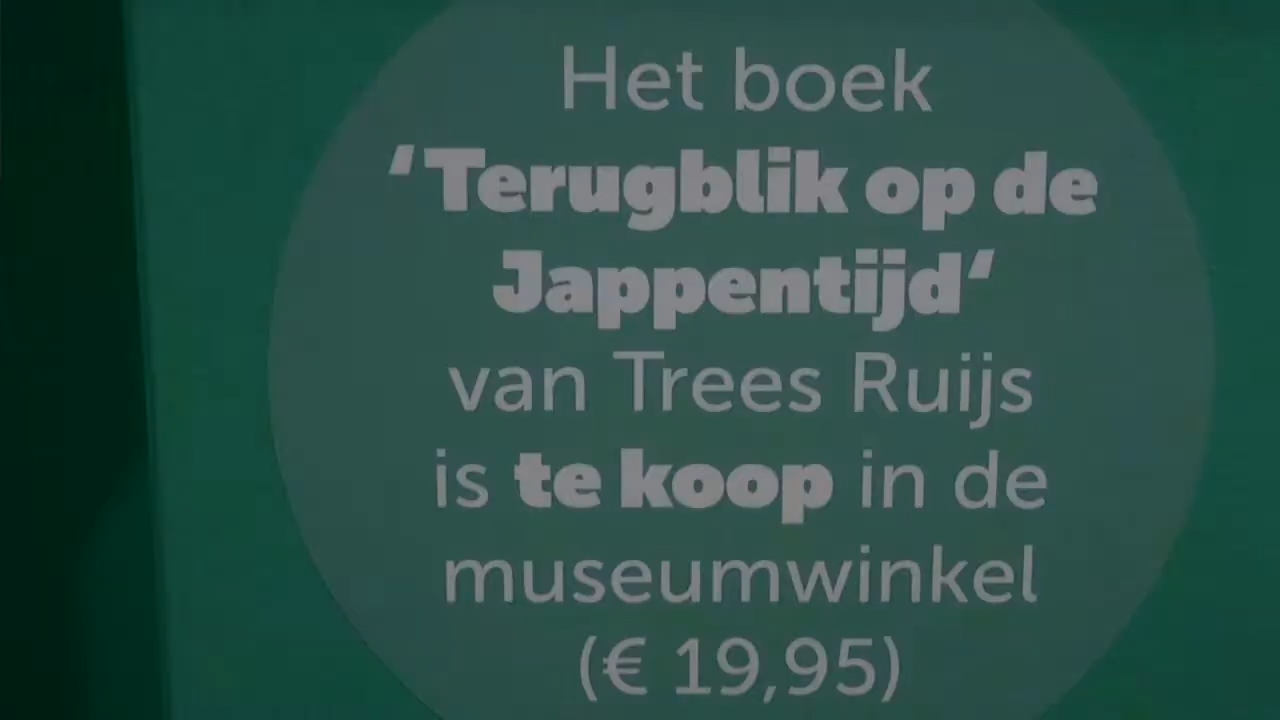 Het boek
‘Terugblik op de
Jappentijd‘
van Trees Ruijs
is te koop in de
museumwinkel
(€ 19,95)